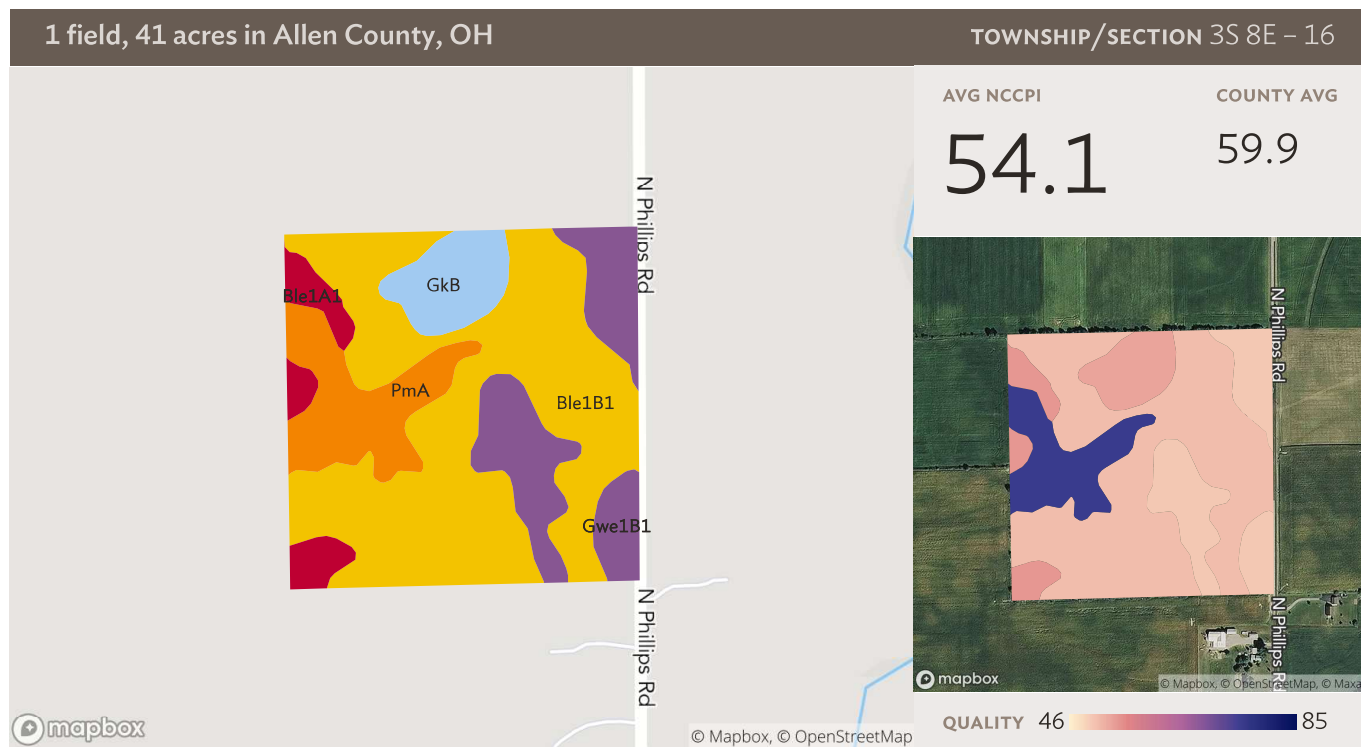 1 field, 41 acres in Allen County, OH
TOWNSHIP/SECTION 3S 8E – 16
AVG NCCPI
COUNTY AVG
54.1
59.9
N Phillips Rd
Ble1A1
GkB
PmA
Ble1B1
Gwe1B1
N Phillips Rd
mapbox
© Mapbox, © OpenStreetMap
N Phillips Rd
N Phillips Rd
mapbox
© Mapbox, © OpenStreetMap, © Maxa
QUALITY 46 85